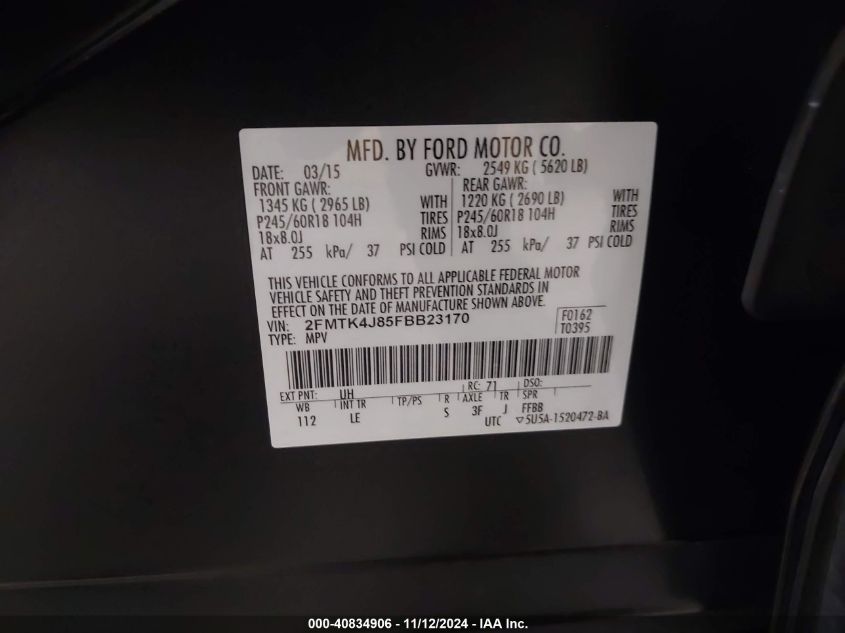 MFD. BY FORD MOTOR CO.
DATE: 03/15 GVWR: 2549 KG ( 5620 LB)
FRONT GAWR: REAR GAWR:
1345 KG ( 2965 LB) WITH 1220 KG ( 2690 LB) WITH
P245/60R18 104H TIRES P245/60R18 104H TIRES
18x8.0J RIMS 18x8.0J RIMS
AT 255 kPa/ 37 PSI COLD AT 255 kPa/ 37 PSI COLD
THIS VEHICLE CONFORMS TO ALL APPLICABLE FEDERAL MOTOR
VEHICLE SAFETY AND THEFT PREVENTION STANDARDS IN
EFFECT ON THE DATE OF MANUFACTURE SHOWN ABOVE.
VIN: 2FMTK4J85FBB23170 F0162
TYPE: MPV T0395
EXT PNT: UH RC: 71 DSO:
WB INT TR TP/PS R AXLE TR SPR
112 LE S 3F J FFBB
UTC ▽5U5A-1520472-BA
000-40834906 - 11/12/2024 - IAA Inc.